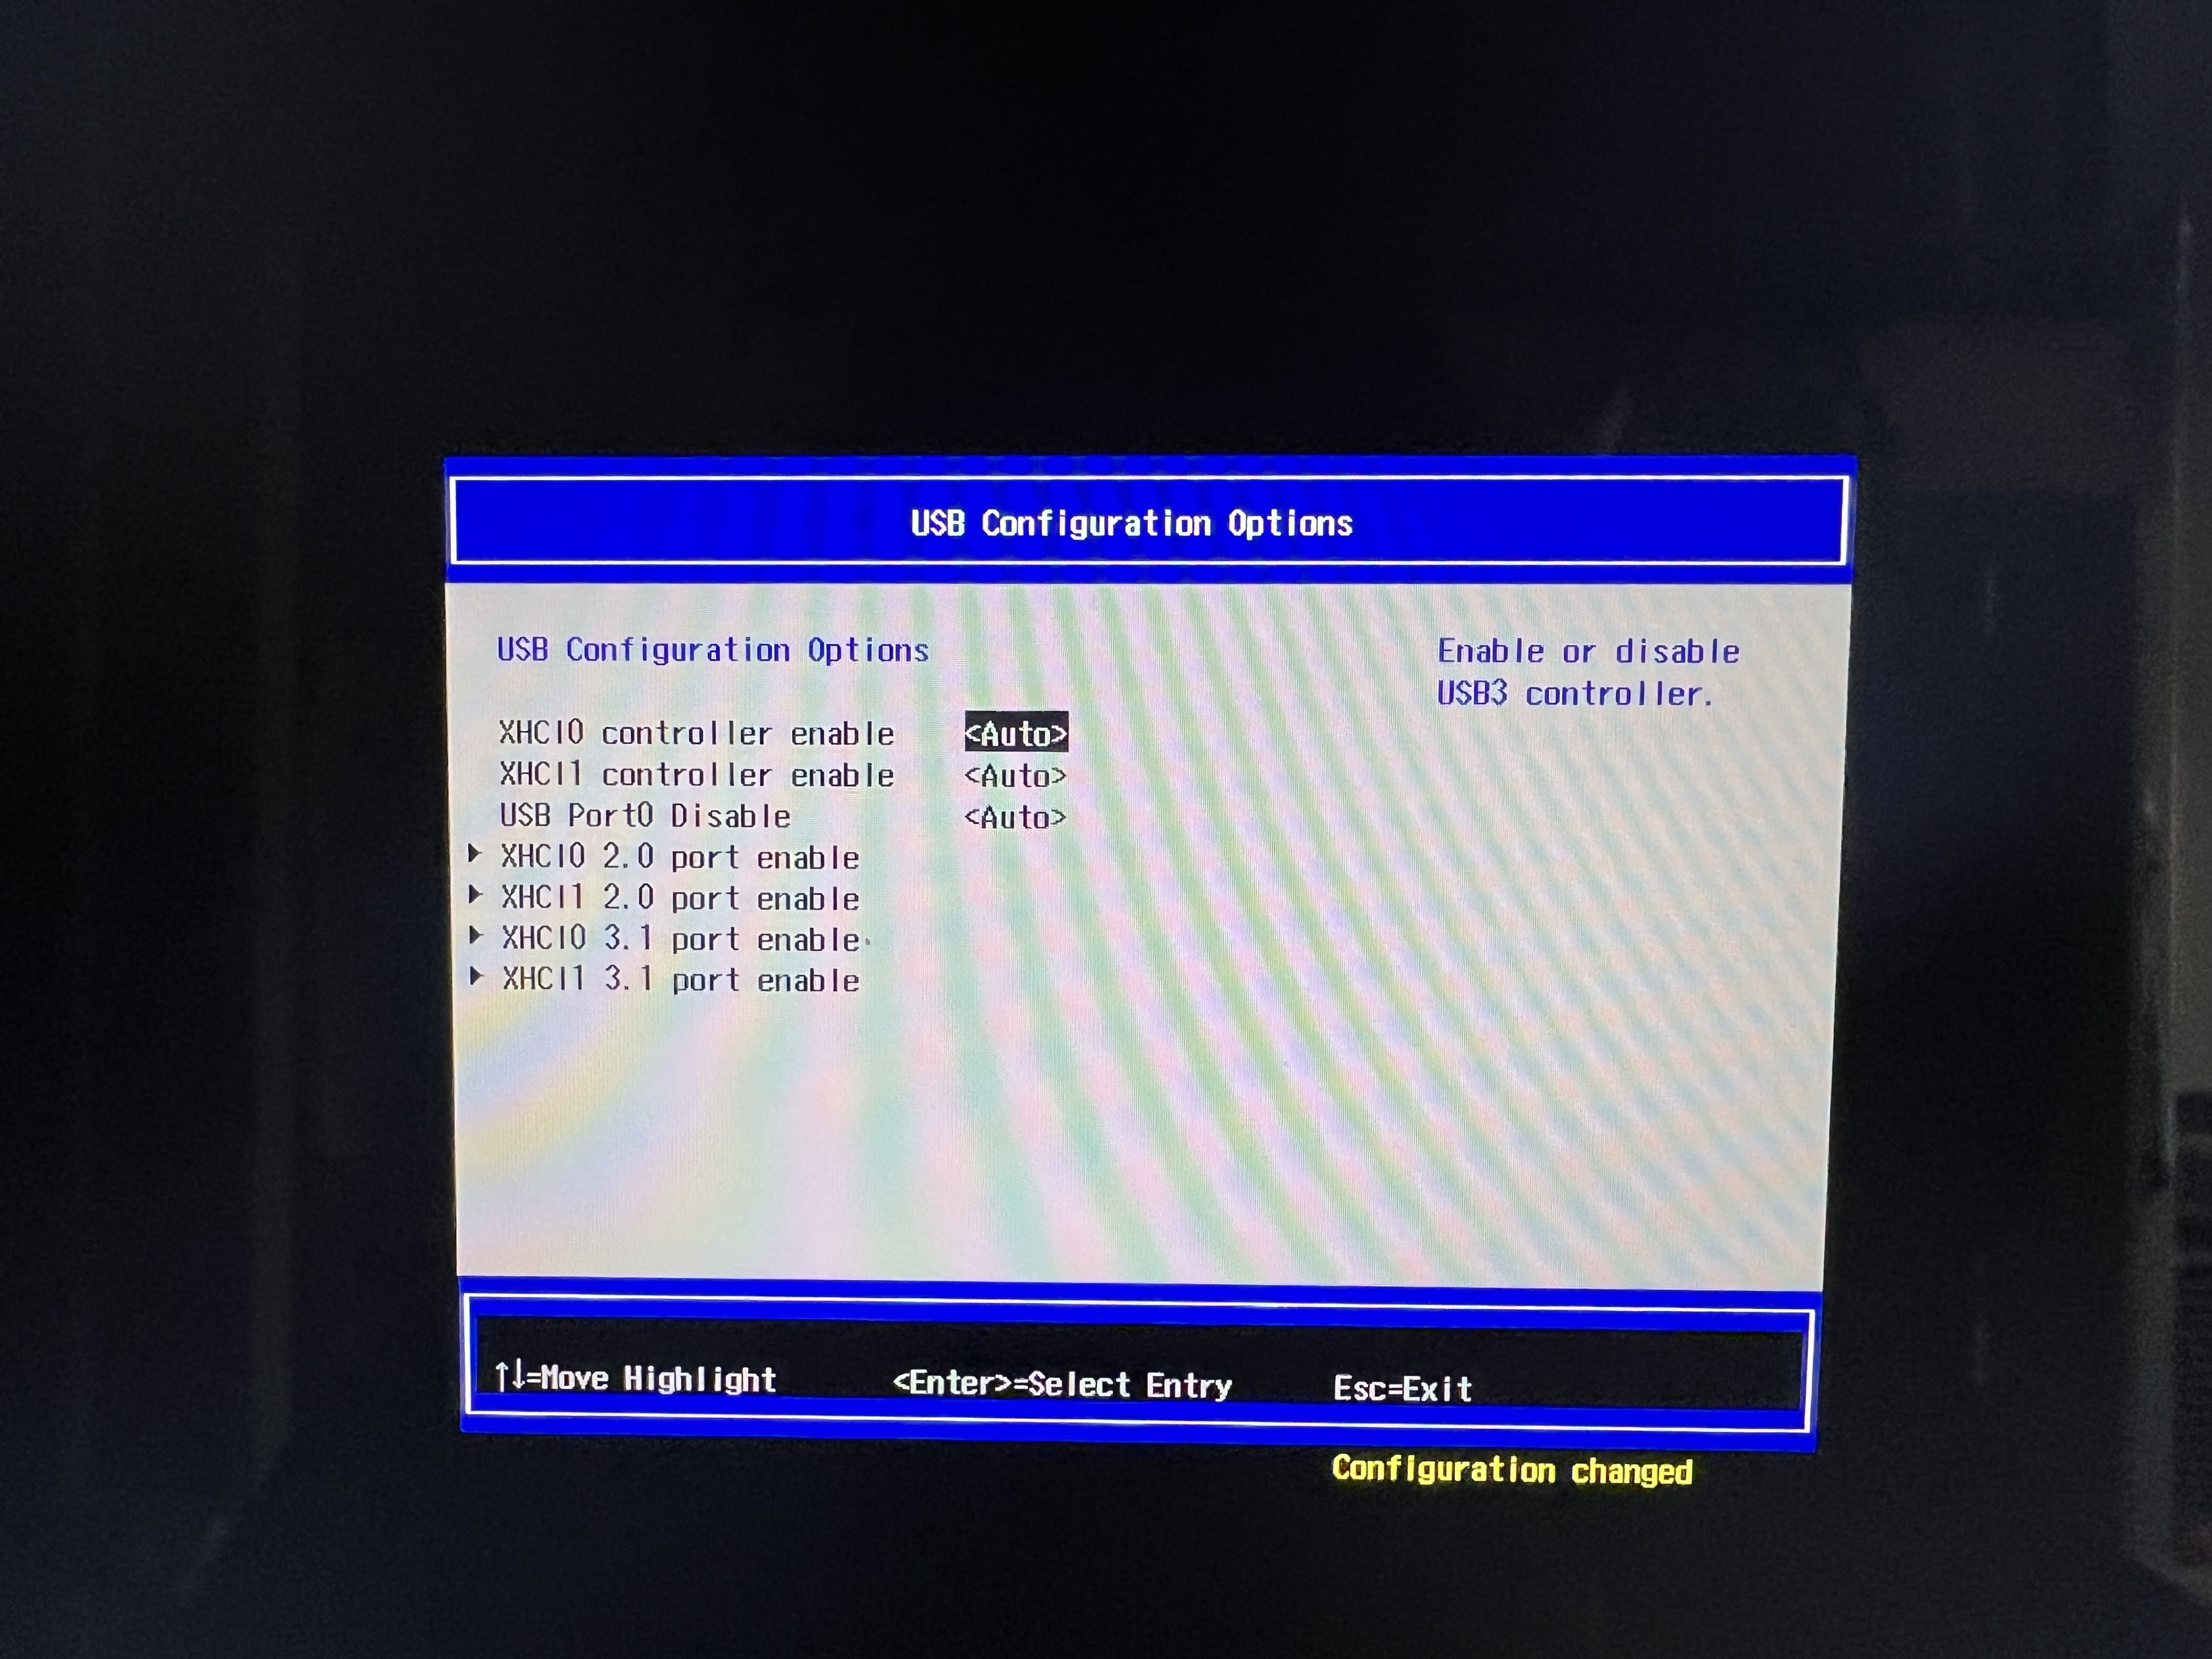 USB Configuration Options
USB Configuration Options
Enable or disable
USB3 controller.
XHCI0 controller enable <Auto>
XHCI1 controller enable <Auto>
USB Port0 Disable <Auto>
▶ XHCI0 2.0 port enable
▶ XHCI1 2.0 port enable
▶ XHCI0 3.1 port enable
▶ XHCI1 3.1 port enable
↑↓=Move Highlight <Enter>=Select Entry Esc=Exit
Configuration changed